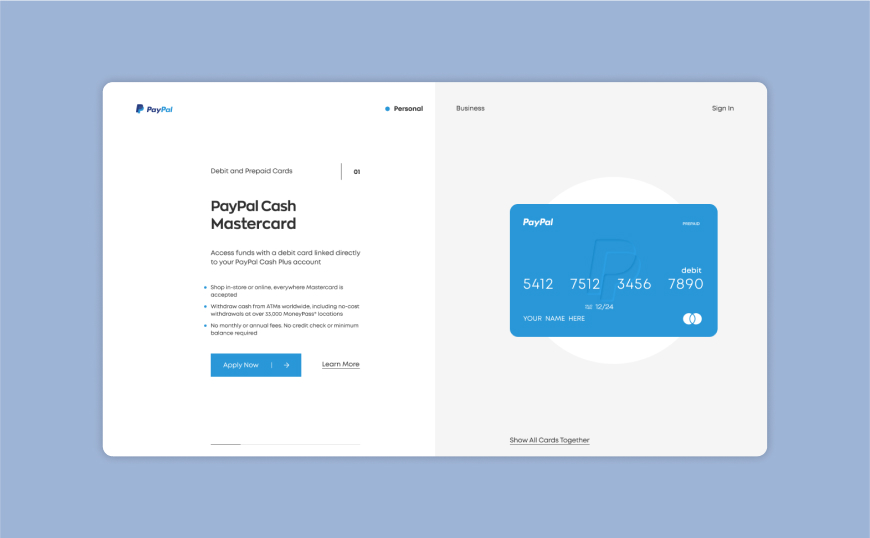 PayPal
Personal
Business
Sign In
Debit and Prepaid Cards
01
PayPal Cash
Mastercard
Access funds with a debit card linked directly
to your PayPal Cash Plus account
Shop in-store or online, everywhere Mastercard is
accepted
Withdraw cash from ATMs worldwide, including no-cost
withdrawals at over 33,000 MoneyPass® locations
No monthly or annual fees. No credit check or minimum
balance required
Apply Now
Learn More
PayPal
PREPAID
debit
5412 7512 3456 7890
12/24
YOUR NAME HERE
Show All Cards Together